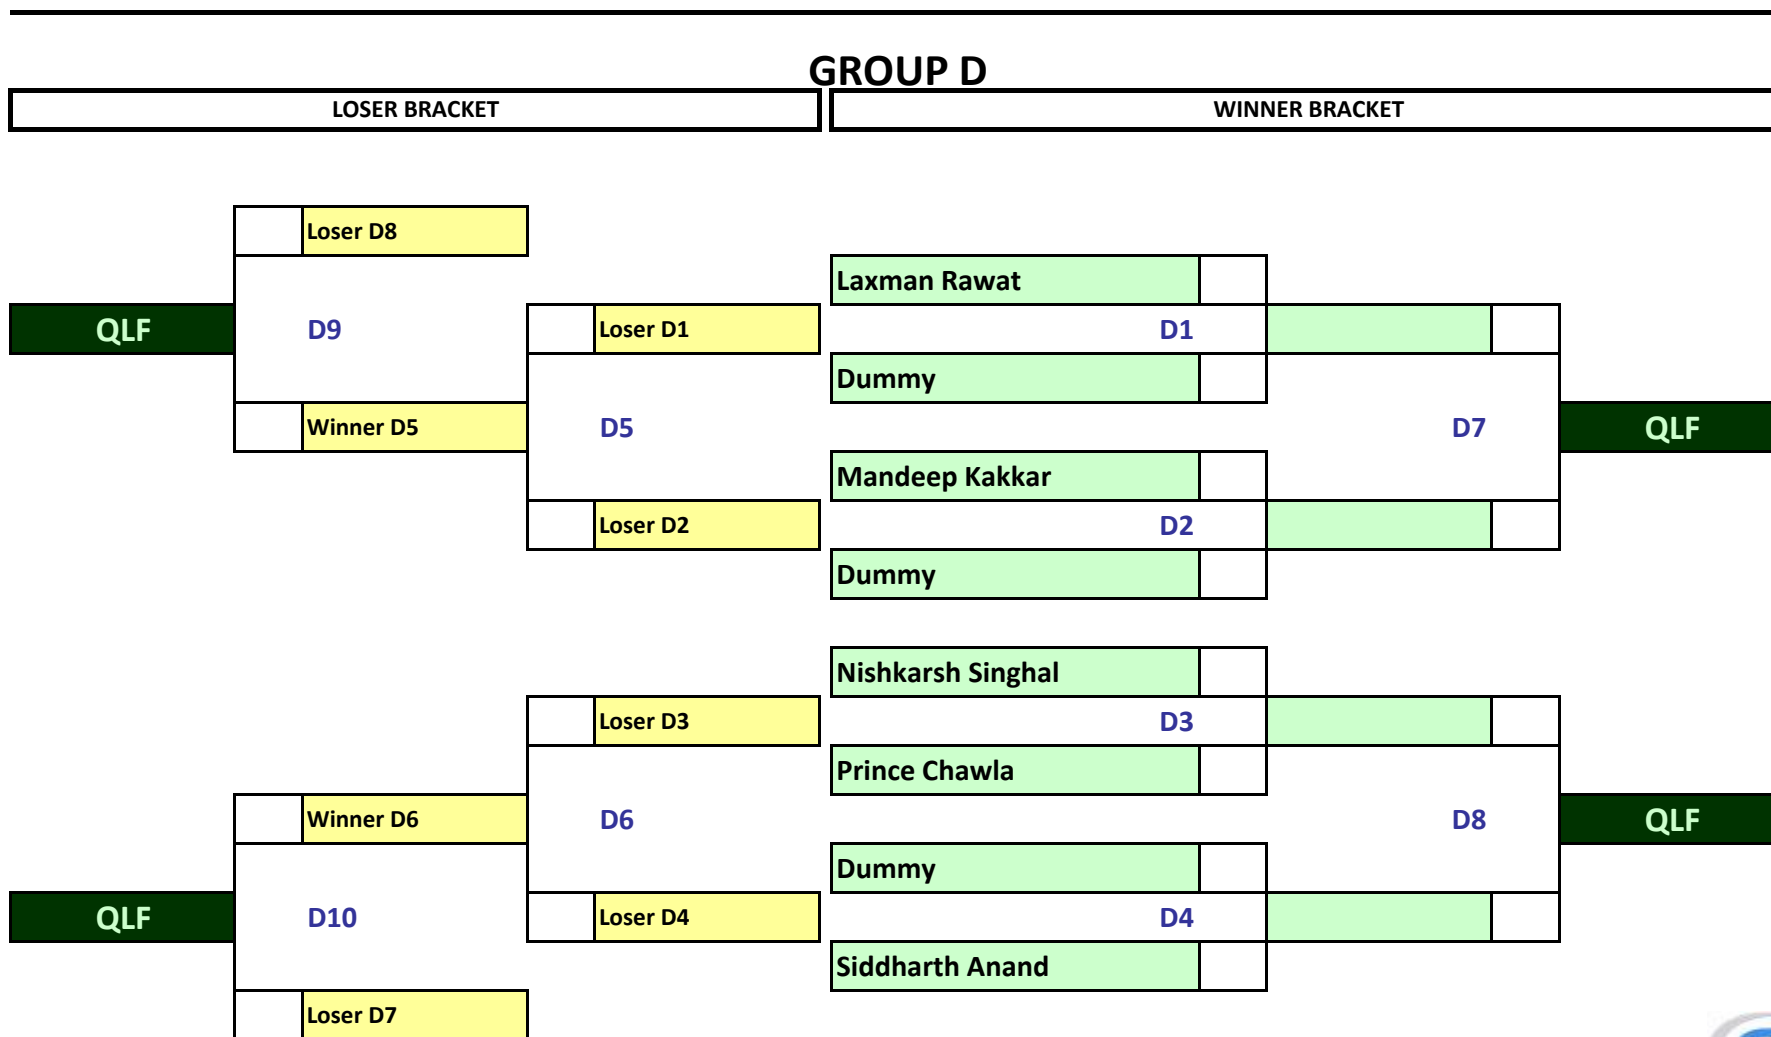 GROUP D
LOSER BRACKET
WINNER BRACKET
Loser D8
Laxman Rawat
QLF
D9
Loser D1
D1
Dummy
Winner D5
D5
D7
QLF
Mandeep Kakkar
Loser D2
D2
Dummy
Nishkarsh Singhal
Loser D3
D3
Prince Chawla
Winner D6
D6
D8
QLF
Dummy
QLF
D10
Loser D4
D4
Siddharth Anand
Loser D7